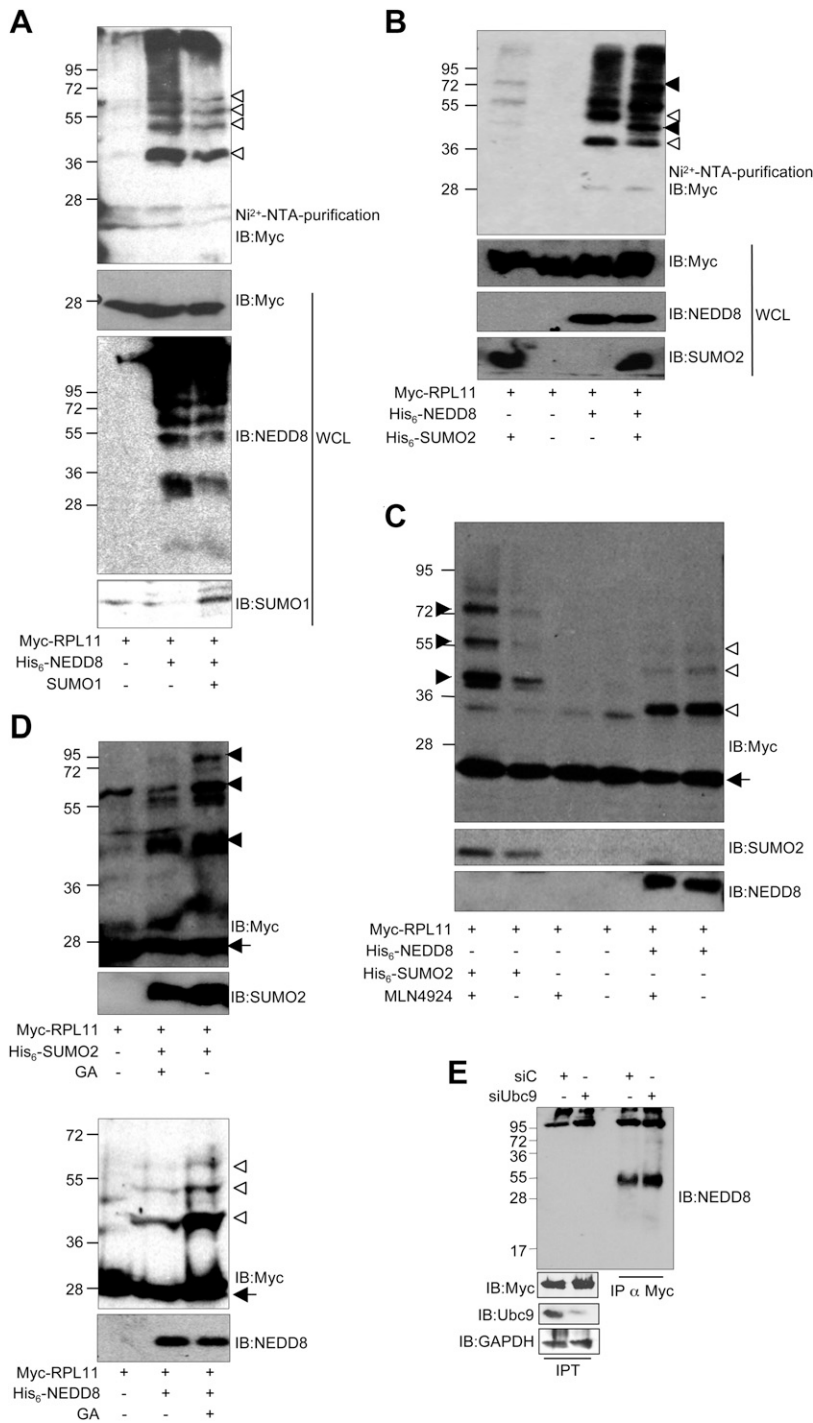 A
95
72
55
36
28
Ni²⁺-NTA-purification
IB:Myc
28
IB:Myc
95
72
55
36
28
IB:NEDD8
WCL
IB:SUMO1
Myc-RPL11 + + +
His₆-NEDD8 - + +
SUMO1 - - +
B
95
72
55
36
28
Ni²⁺-NTA-purification
IB:Myc
IB:Myc
IB:NEDD8
WCL
IB:SUMO2
Myc-RPL11 + + + +
His₆-NEDD8 - - + +
His₆-SUMO2 + - - +
C
95
72
55
36
28
IB:Myc
IB:SUMO2
IB:NEDD8
Myc-RPL11 + + + + + +
His₆-NEDD8 - - - - + +
His₆-SUMO2 + + - - - -
MLN4924 + - + - + -
D
95
72
55
36
28
IB:Myc
IB:SUMO2
Myc-RPL11 + + +
His₆-SUMO2 - + +
GA - + -
72
55
36
28
IB:Myc
IB:NEDD8
Myc-RPL11 + + +
His₆-NEDD8 - + +
GA - - +
E
siC + - + -
siUbc9 - + - +
95
72
36
55
28
17
IB:NEDD8
IB:Myc
IP α Myc
IB:Ubc9
IB:GAPDH
IPT